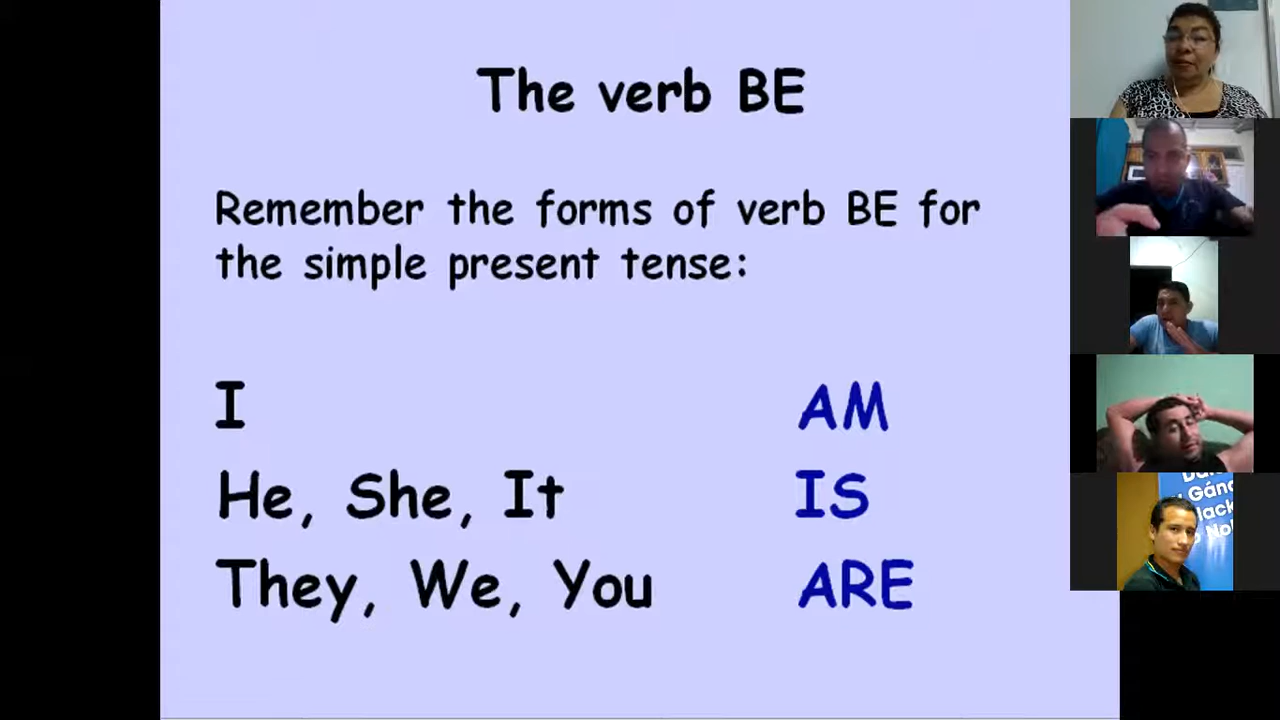 The verb BE
Remember the forms of verb BE for
the simple present tense:
I AM
He, She, It IS
They, We, You ARE